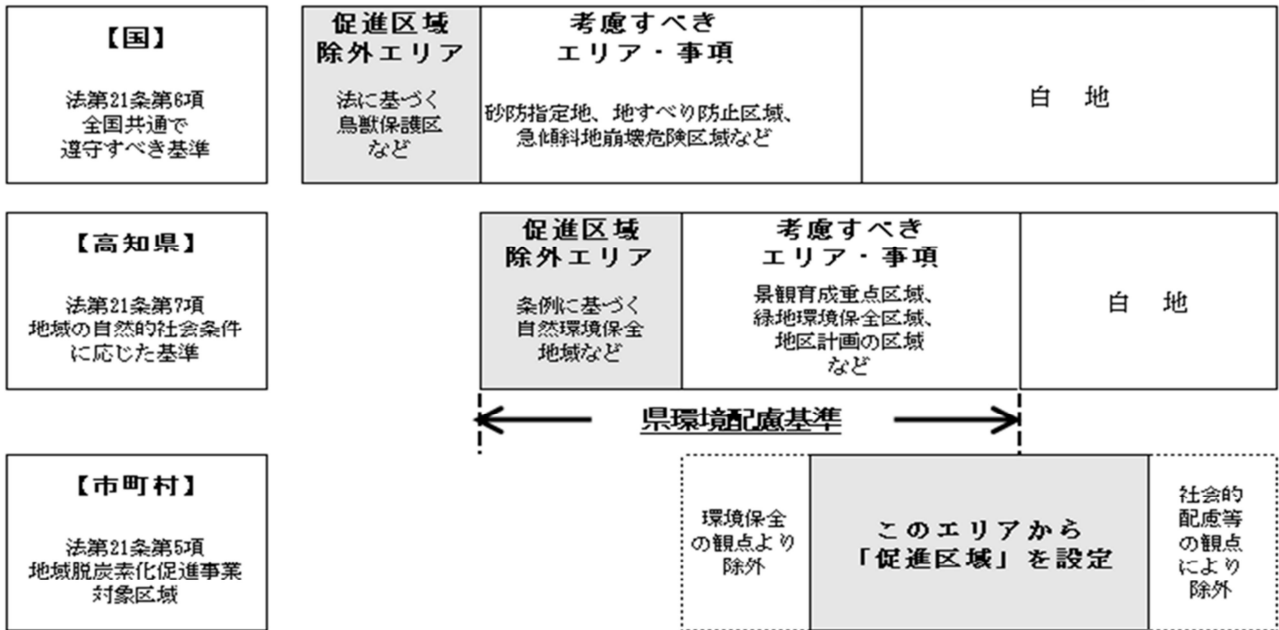 【国】
法第21条第6項
全国共通で
遵守すべき基準
促進区域
除外エリア
法に基づく
鳥獣保護区
など
考慮すべき
エリア・事項
砂防指定地、地すべり防止区域、
急傾斜地崩壊危険区域など
白　地
【高知県】
法第21条第7項
地域の自然的社会条件
に応じた基準
促進区域
除外エリア
条例に基づく
自然環境保全
地域など
考慮すべき
エリア・事項
景観育成重点区域、
緑地環境保全区域、
地区計画の区域
など
白　地
県環境配慮基準
【市町村】
法第21条第5項
地域脱炭素化促進事業
対象区域
環境保全
の観点より
除外
このエリアから
「促進区域」を設定
社会的
配慮等
の観点
により
除外